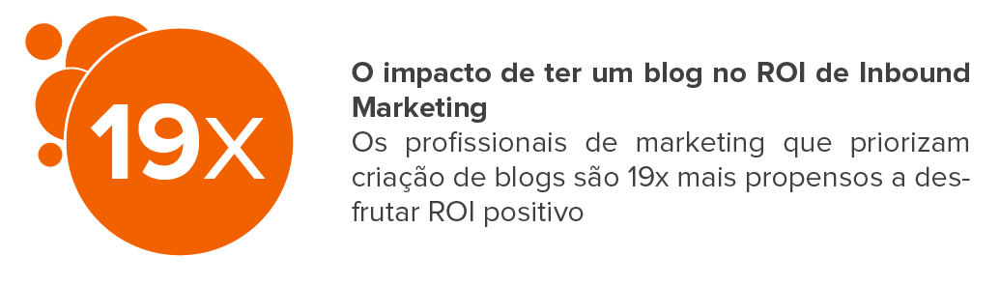 19x
O impacto de ter um blog no ROI de Inbound
Marketing
Os profissionais de marketing que priorizam
criação de blogs são 19x mais propensos a des-
frutar ROI positivo